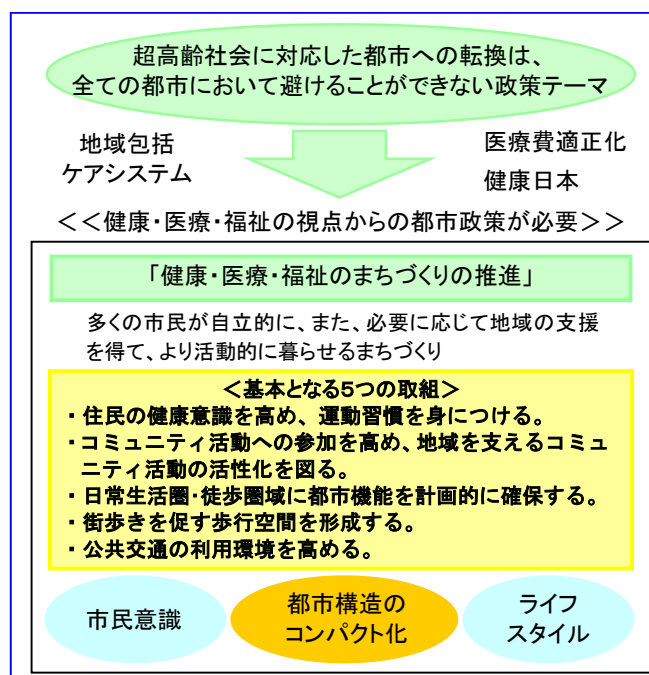 超高齢社会に対応した都市への転換は、
全ての都市において避けることができない政策テーマ
地域包括
ケアシステム
医療費適正化
健康日本
＜＜健康・医療・福祉の視点からの都市政策が必要＞＞
「健康・医療・福祉のまちづくりの推進」
多くの市民が自立的に、また、必要に応じて地域の支援
を得て、より活動的に暮らせるまちづくり
＜基本となる5つの取組＞
・住民の健康意識を高め、運動習慣を身につける。
・コミュニティ活動への参加を高め、地域を支えるコミュ
ニティ活動の活性化を図る。
・日常生活圏・徒歩圏域に都市機能を計画的に確保する。
・街歩きを促す歩行空間を形成する。
・公共交通の利用環境を高める。
市民意識
都市構造の
コンパクト化
ライフ
スタイル